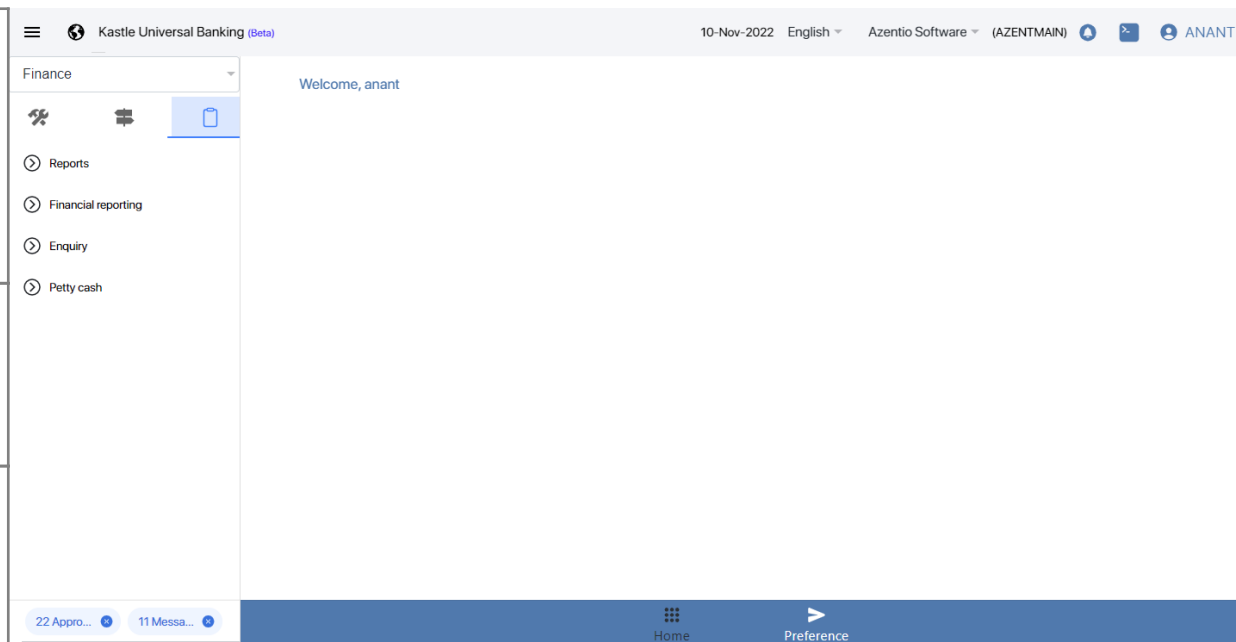 Kastle Universal Banking (Beta)
10-Nov-2022 English Azentio Software (AZENTMAIN) ANANT
Finance
Welcome, anant
Reports
Financial reporting
Enquiry
Petty cash
22 Appro... 11 Messa...
Home Preference